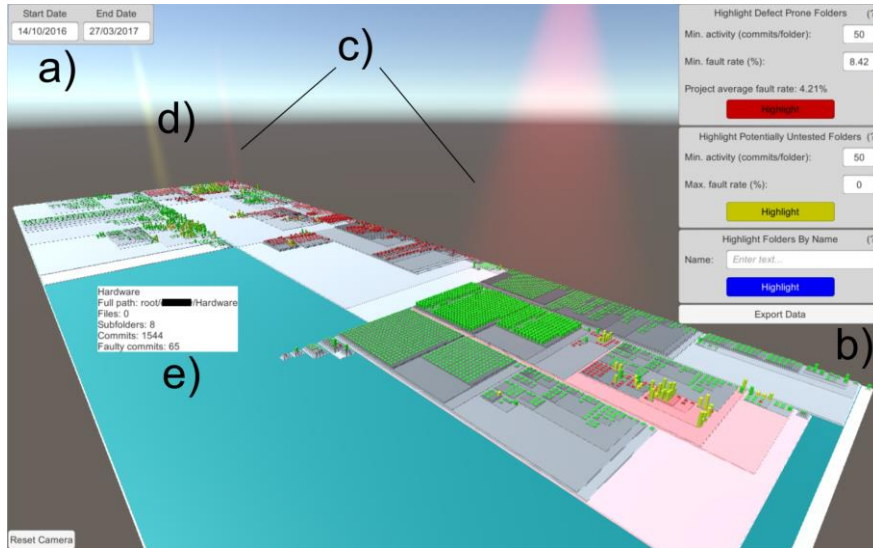 Start Date End Date
14/10/2016 27/03/2017
a)
d)
c)
Highlight Defect Prone Folders (?
Min. activity (commits/folder): 50
Min. fault rate (%): 8.42
Project average fault rate: 4.21%
Highlight
Highlight Potentially Untested Folders (?
Min. activity (commits/folder): 50
Max. fault rate (%): 0
Highlight
Highlight Folders By Name (?
Name: Enter text...
Highlight
Export Data
b)
Hardware
Full path: root/ /Hardware
Files: 0
Subfolders: 8
Commits: 1544
Faulty commits: 65
e)
Reset Camera